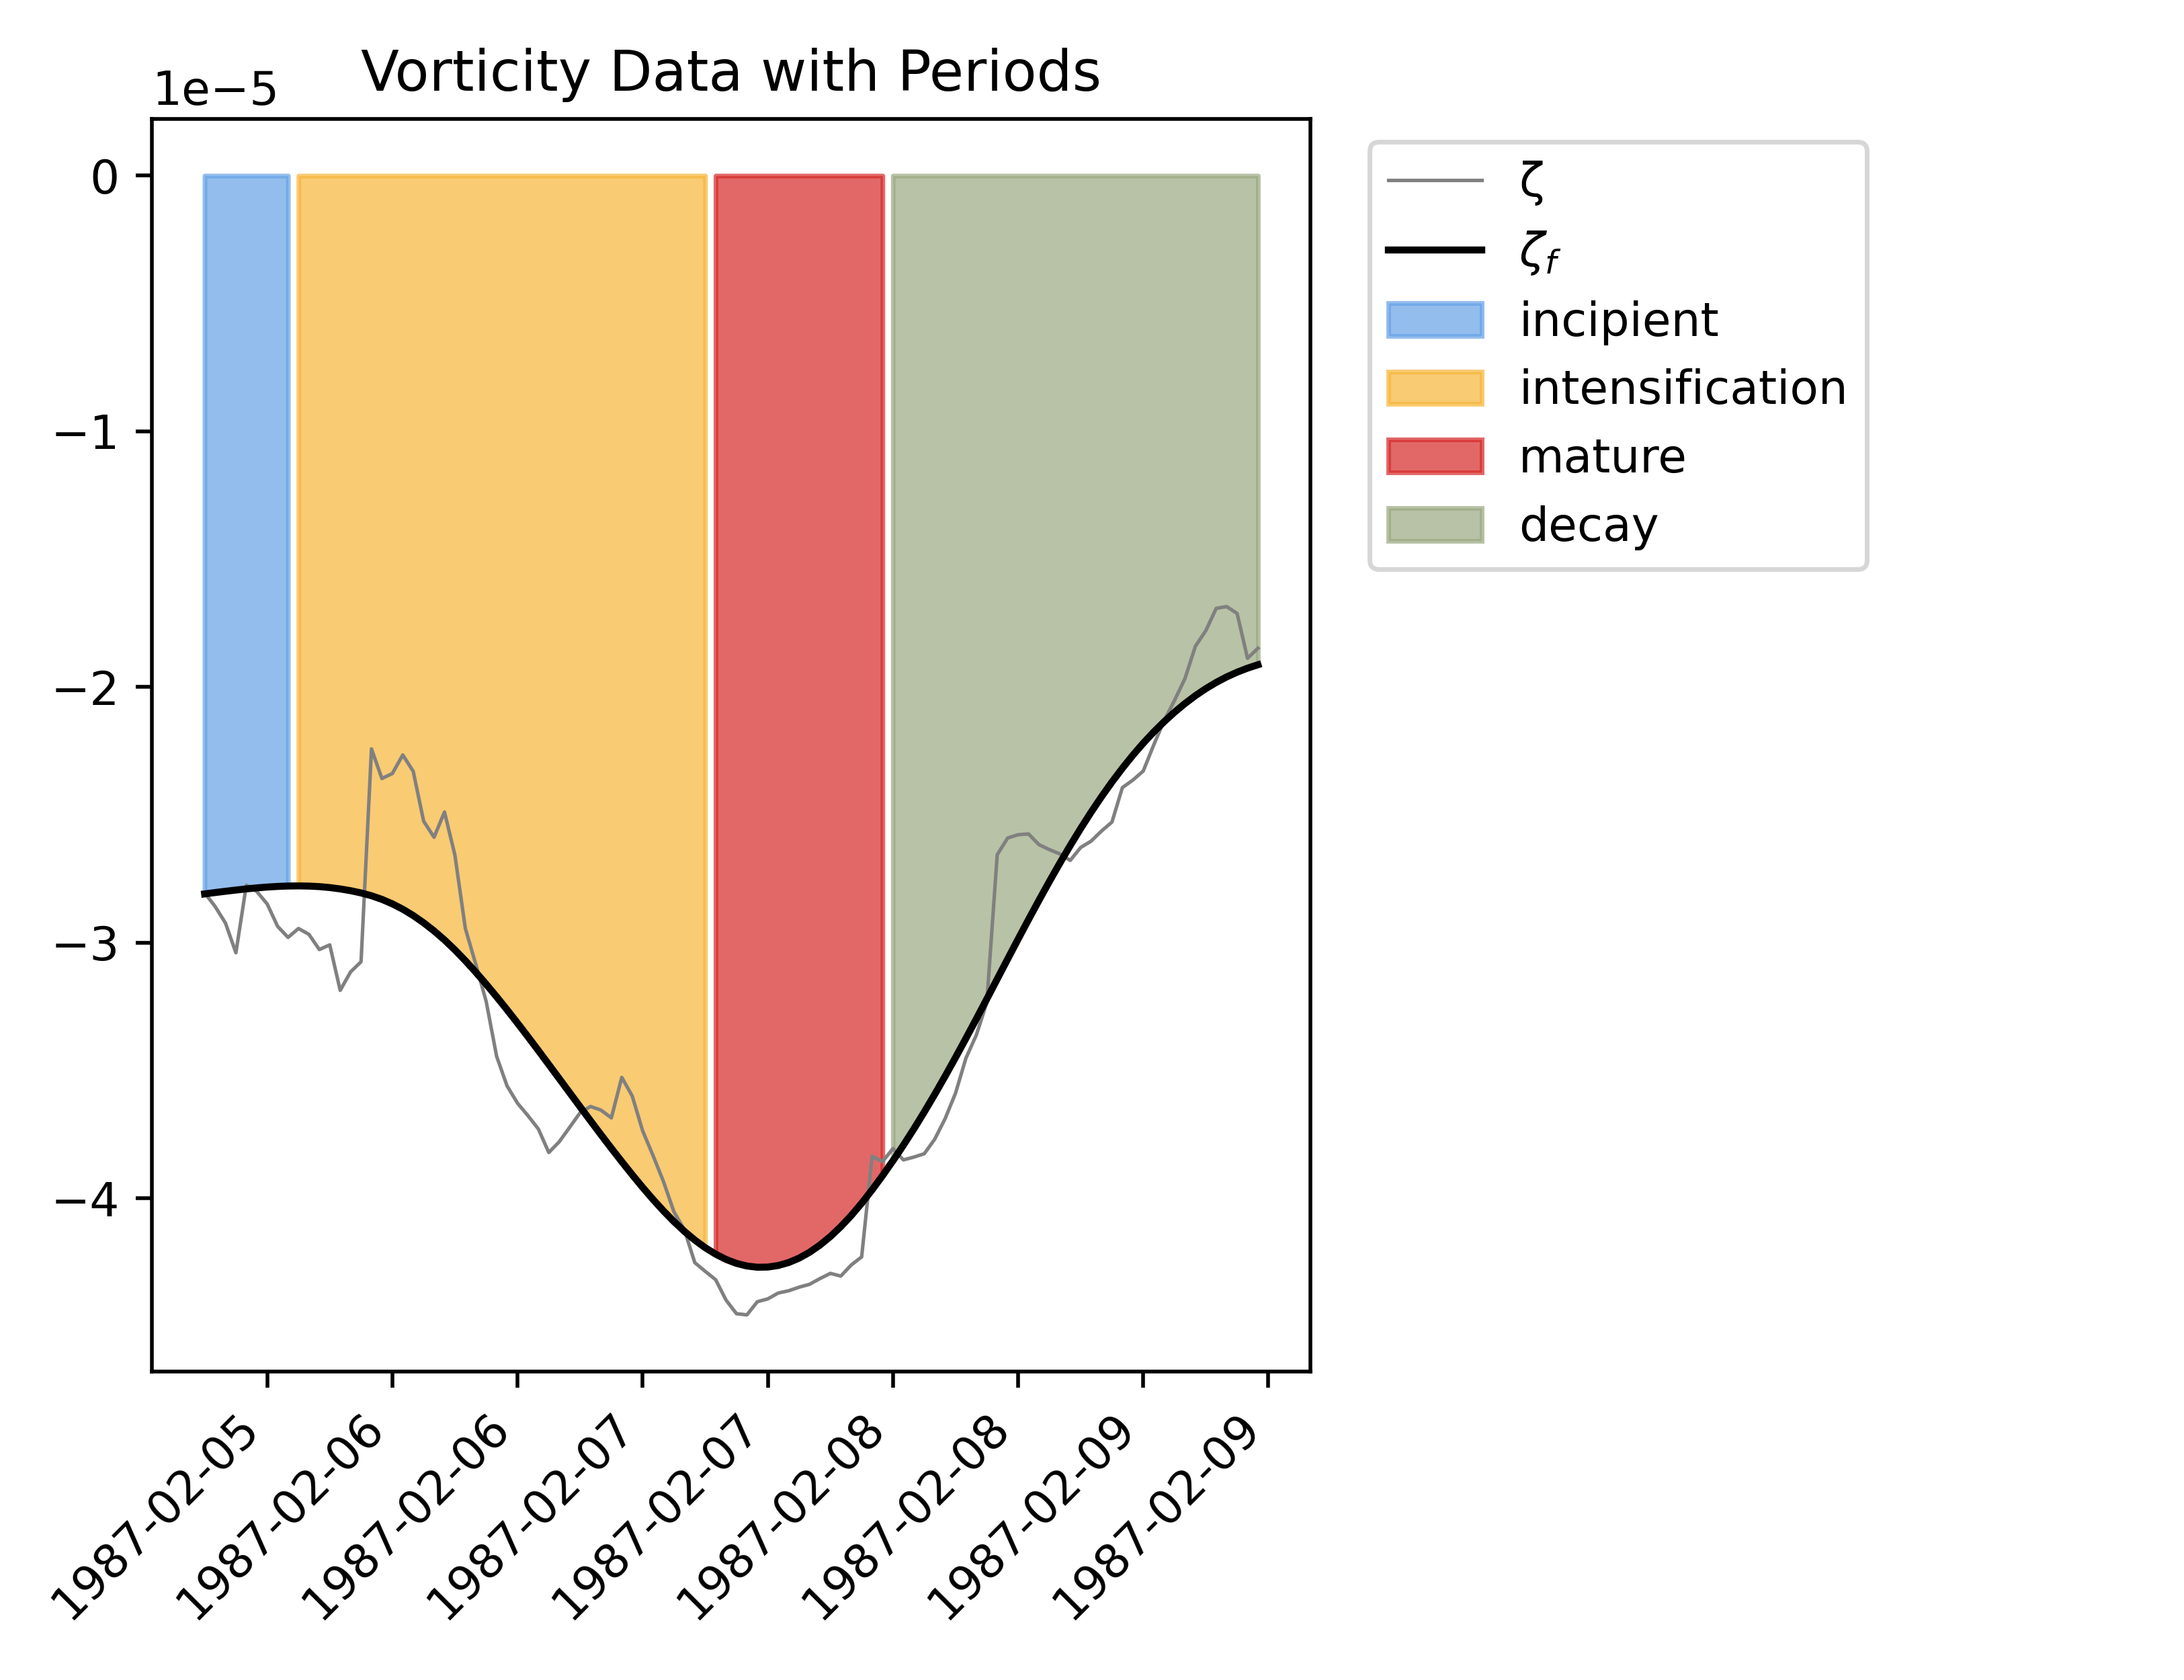 Vorticity Data with Periods
1e−5
0
−1
−2
−3
−4
1987-02-05
1987-02-06
1987-02-06
1987-02-07
1987-02-07
1987-02-08
1987-02-08
1987-02-09
1987-02-09
ζ
ζf
incipient
intensification
mature
decay